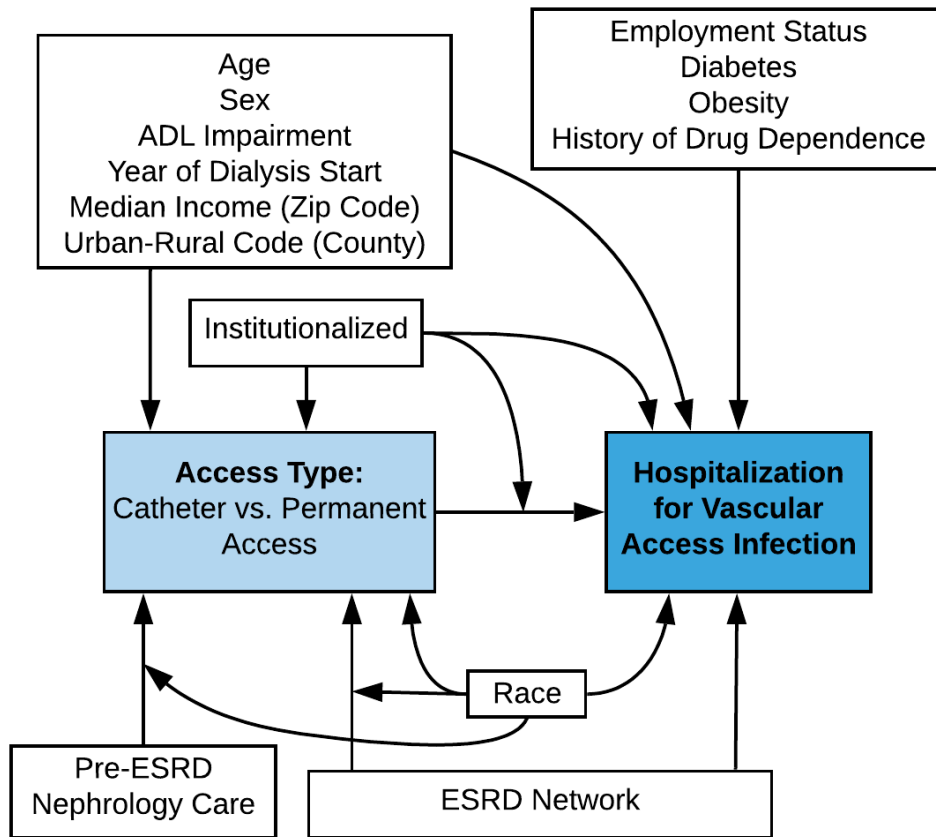 Age
Sex
ADL Impairment
Year of Dialysis Start
Median Income (Zip Code)
Urban-Rural Code (County)
Employment Status
Diabetes
Obesity
History of Drug Dependence
Institutionalized
Access Type:
Catheter vs. Permanent
Access
Hospitalization
for Vascular
Access Infection
Race
Pre-ESRD
Nephrology Care
ESRD Network